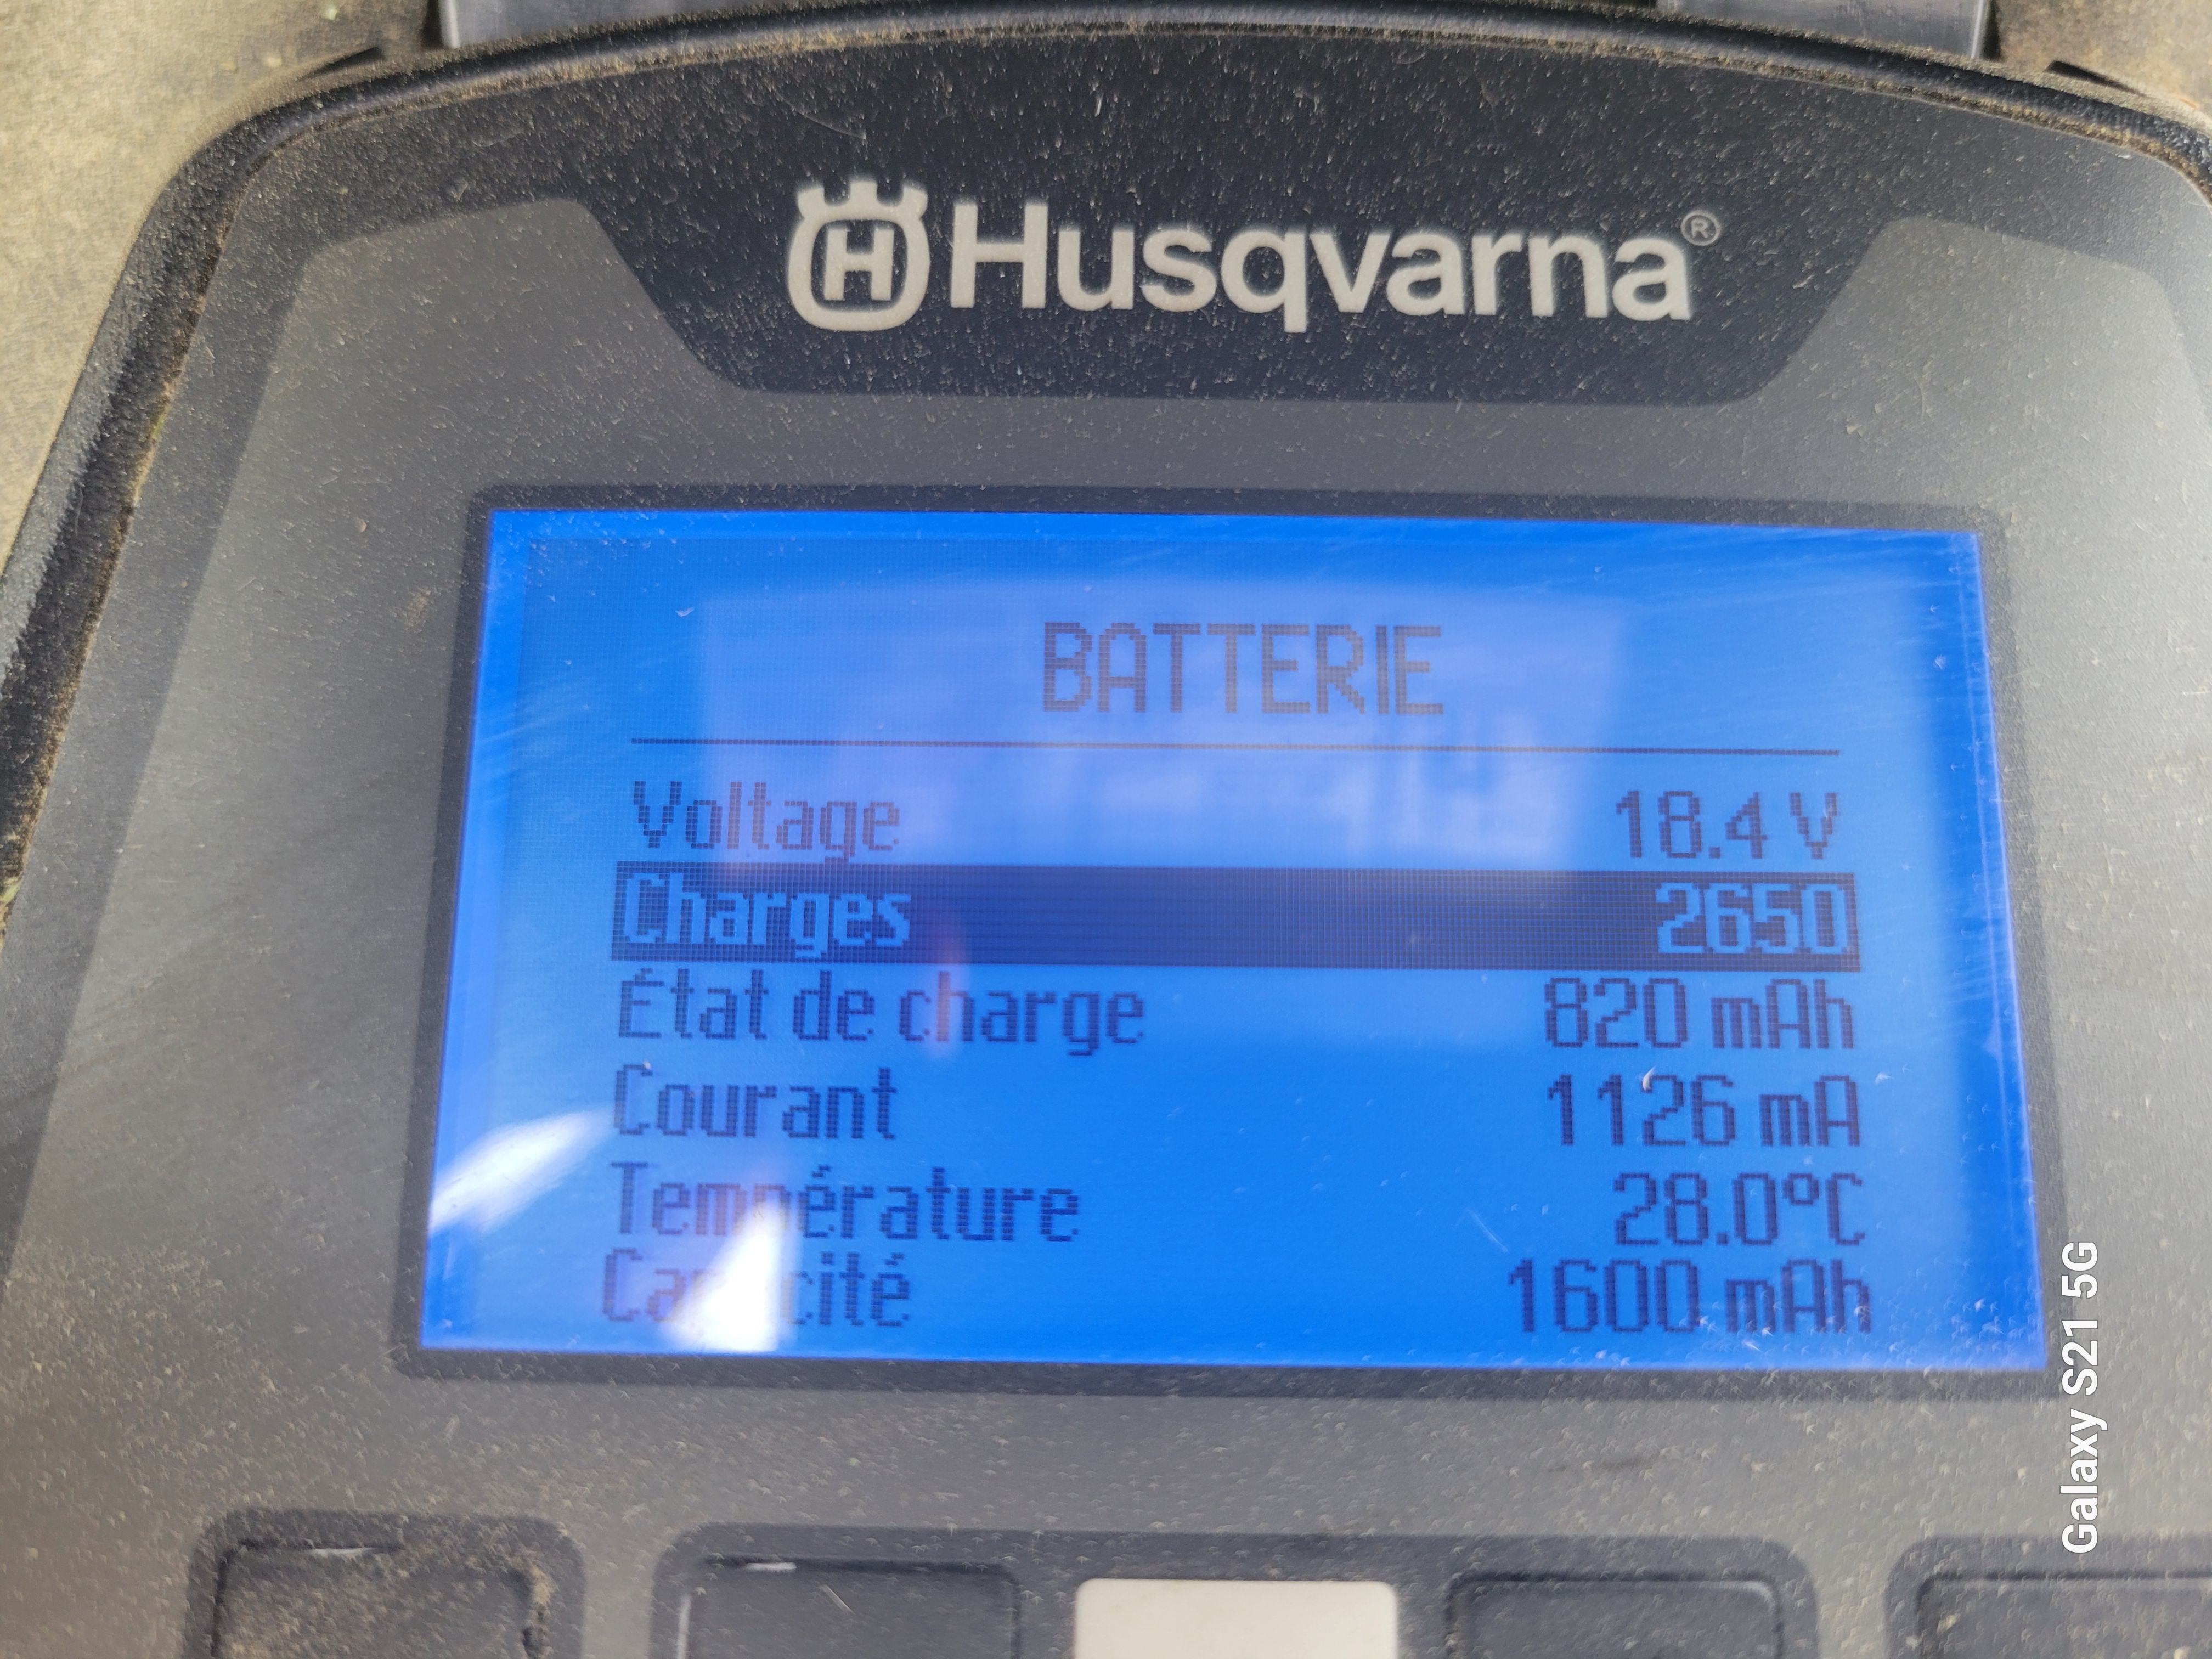 H Husqvarna®
BATTERIE
Voltage 18.4 V
Charges 2650
État de charge 820 mAh
Courant 1126 mA
Température 28.0°C
Capacité 1600 mAh
Galaxy S21 5G